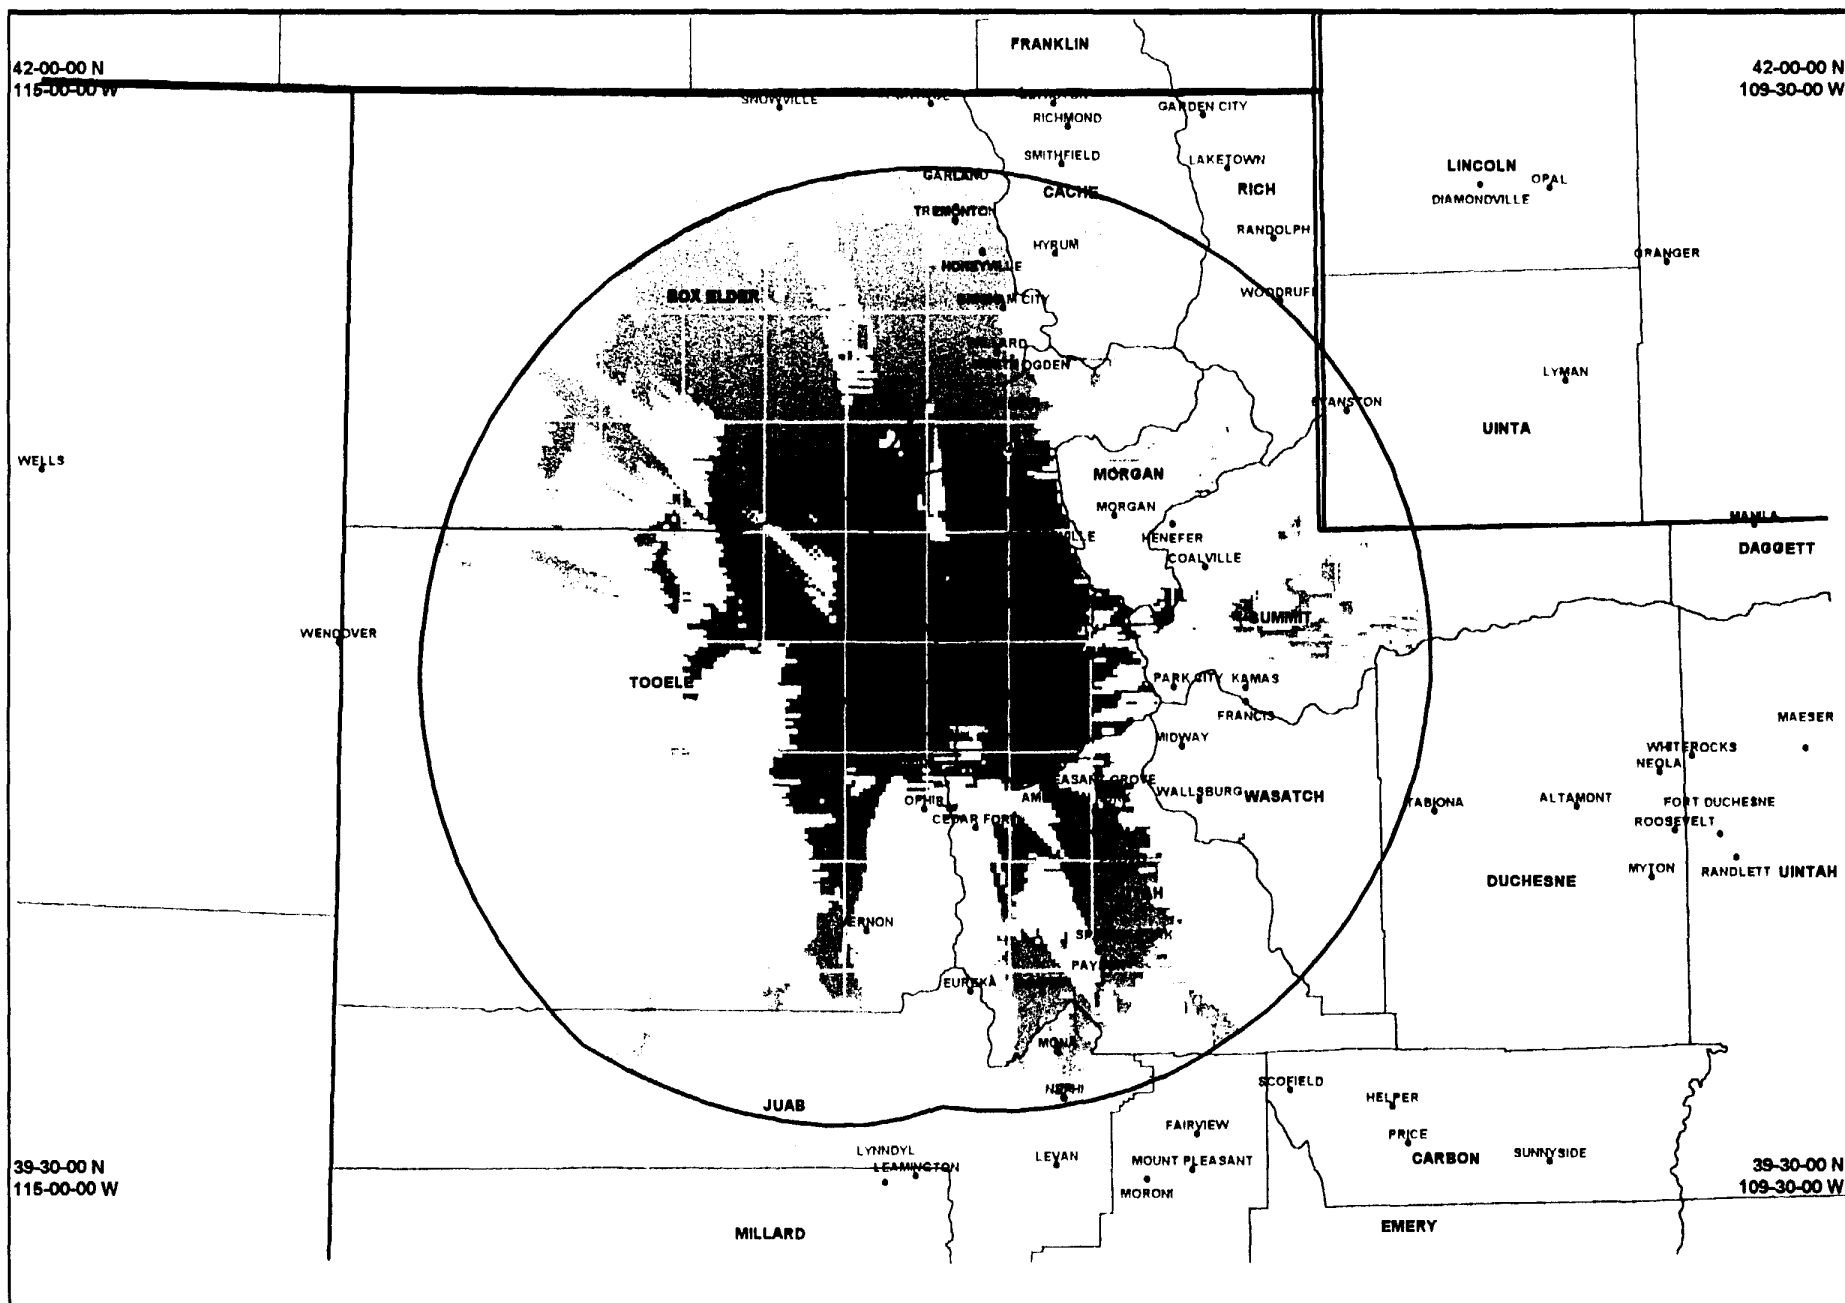 FRANKLIN
42-00-00 N
115-00-00 W
42-00-00 N
109-30-00 W
SNOWVILLE
GARDEN CITY
RICHMOND
SMITHFIELD
LAKETOWN
LINCOLN
OPAL
GARLAND
CACHE
RICH
DIAMONDVILLE
TREMONTON
RANDOLPH
HYRUM
GRANGER
HONEYVILLE
BOX ELDER
WOODRUFF
OGDEN
LYMAN
EVANSTON
UINTA
WELLS
MORGAN
MORGAN
MANILA
HENEFER
DAGGETT
COALVILLE
SUMMIT
WENDOVER
TOOELE
PARK CITY
KAMAS
FRANCIS
MAESER
MIDWAY
WHITEROCKS
NEOLA
OPHIR
WALLSBURG
WASATCH
TABIONA
ALTAMONT
FORT DUCHESNE
CEDAR FORT
ROOSEVELT
MYTON
RANDLETT
UINTAH
DUCHESNE
VERNON
EUREKA
MONA
NEPHI
SCOFIELD
HELPER
JUAB
FAIRVIEW
PRICE
LYNNDYL
LEAMINGTON
LEVAN
MOUNT PLEASANT
CARBON
SUNNYSIDE
39-30-00 N
115-00-00 W
39-30-00 N
109-30-00 W
MORONI
MILLARD
EMERY